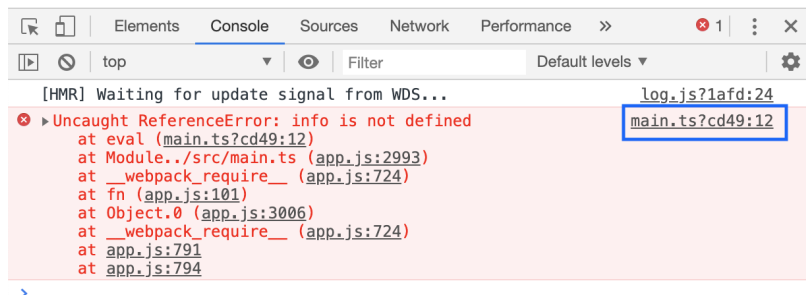 Elements Console Sources Network Performance » 1
top ▼ Filter Default levels ▼
[HMR] Waiting for update signal from WDS... log.js?1afd:24
▶Uncaught ReferenceError: info is not defined main.ts?cd49:12
at eval (main.ts?cd49:12)
at Module../src/main.ts (app.js:2993)
at __webpack_require__ (app.js:724)
at fn (app.js:101)
at Object.0 (app.js:3006)
at __webpack_require__ (app.js:724)
at app.js:791
at app.js:794